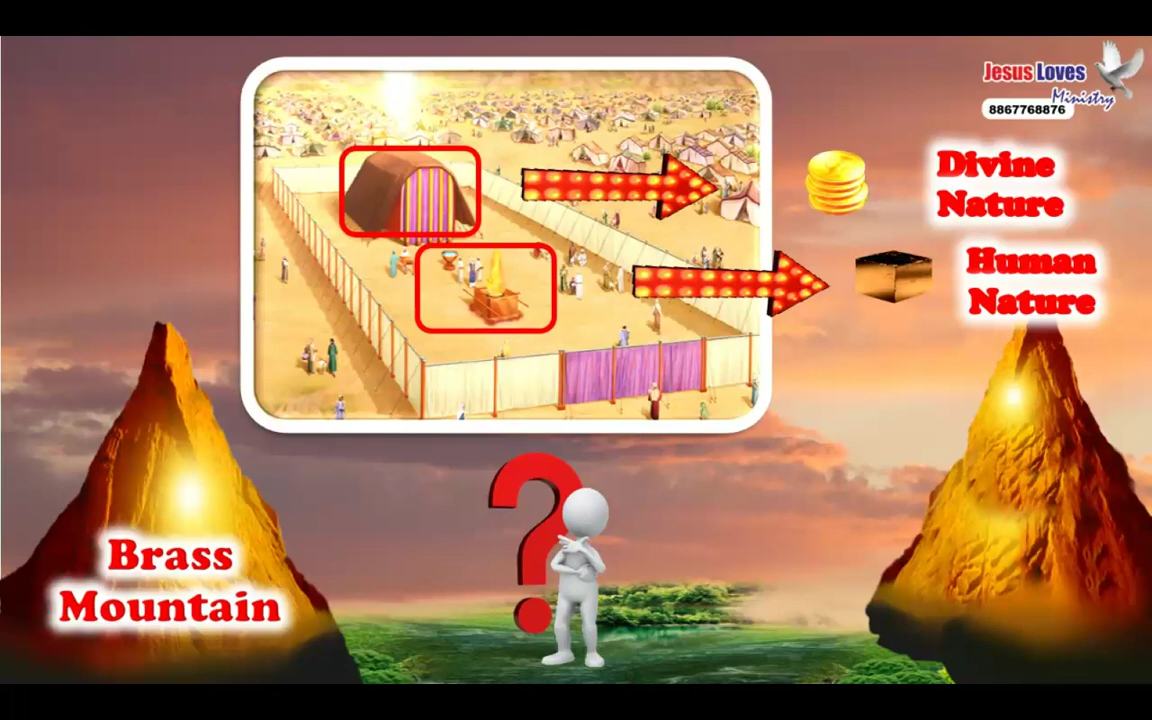 Jesus Loves
Ministry
8867768876
Divine
Nature
Human
Nature
Brass
Mountain
?